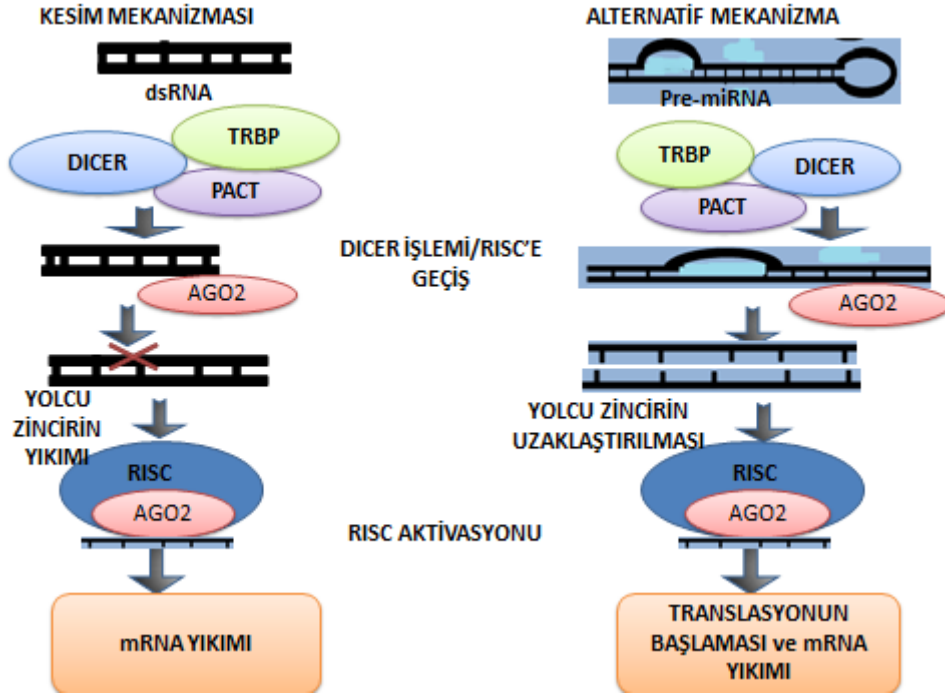 KESİM MEKANİZMASI
dsRNA
DICER
TRBP
PACT
AGO2
YOLCU
ZİNCİRİN
YIKIMI
RISC
AGO2
mRNA YIKIMI
DICER İŞLEMİ/RISC'E
GEÇİŞ
RISC AKTİVASYONU
ALTERNATİF MEKANİZMA
Pre-miRNA
TRBP
DICER
PACT
AGO2
YOLCU ZİNCİRİN
UZAKLAŞTIRILMASI
RISC
AGO2
TRANSLASYONUN
BAŞLAMASI ve mRNA
YIKIMI